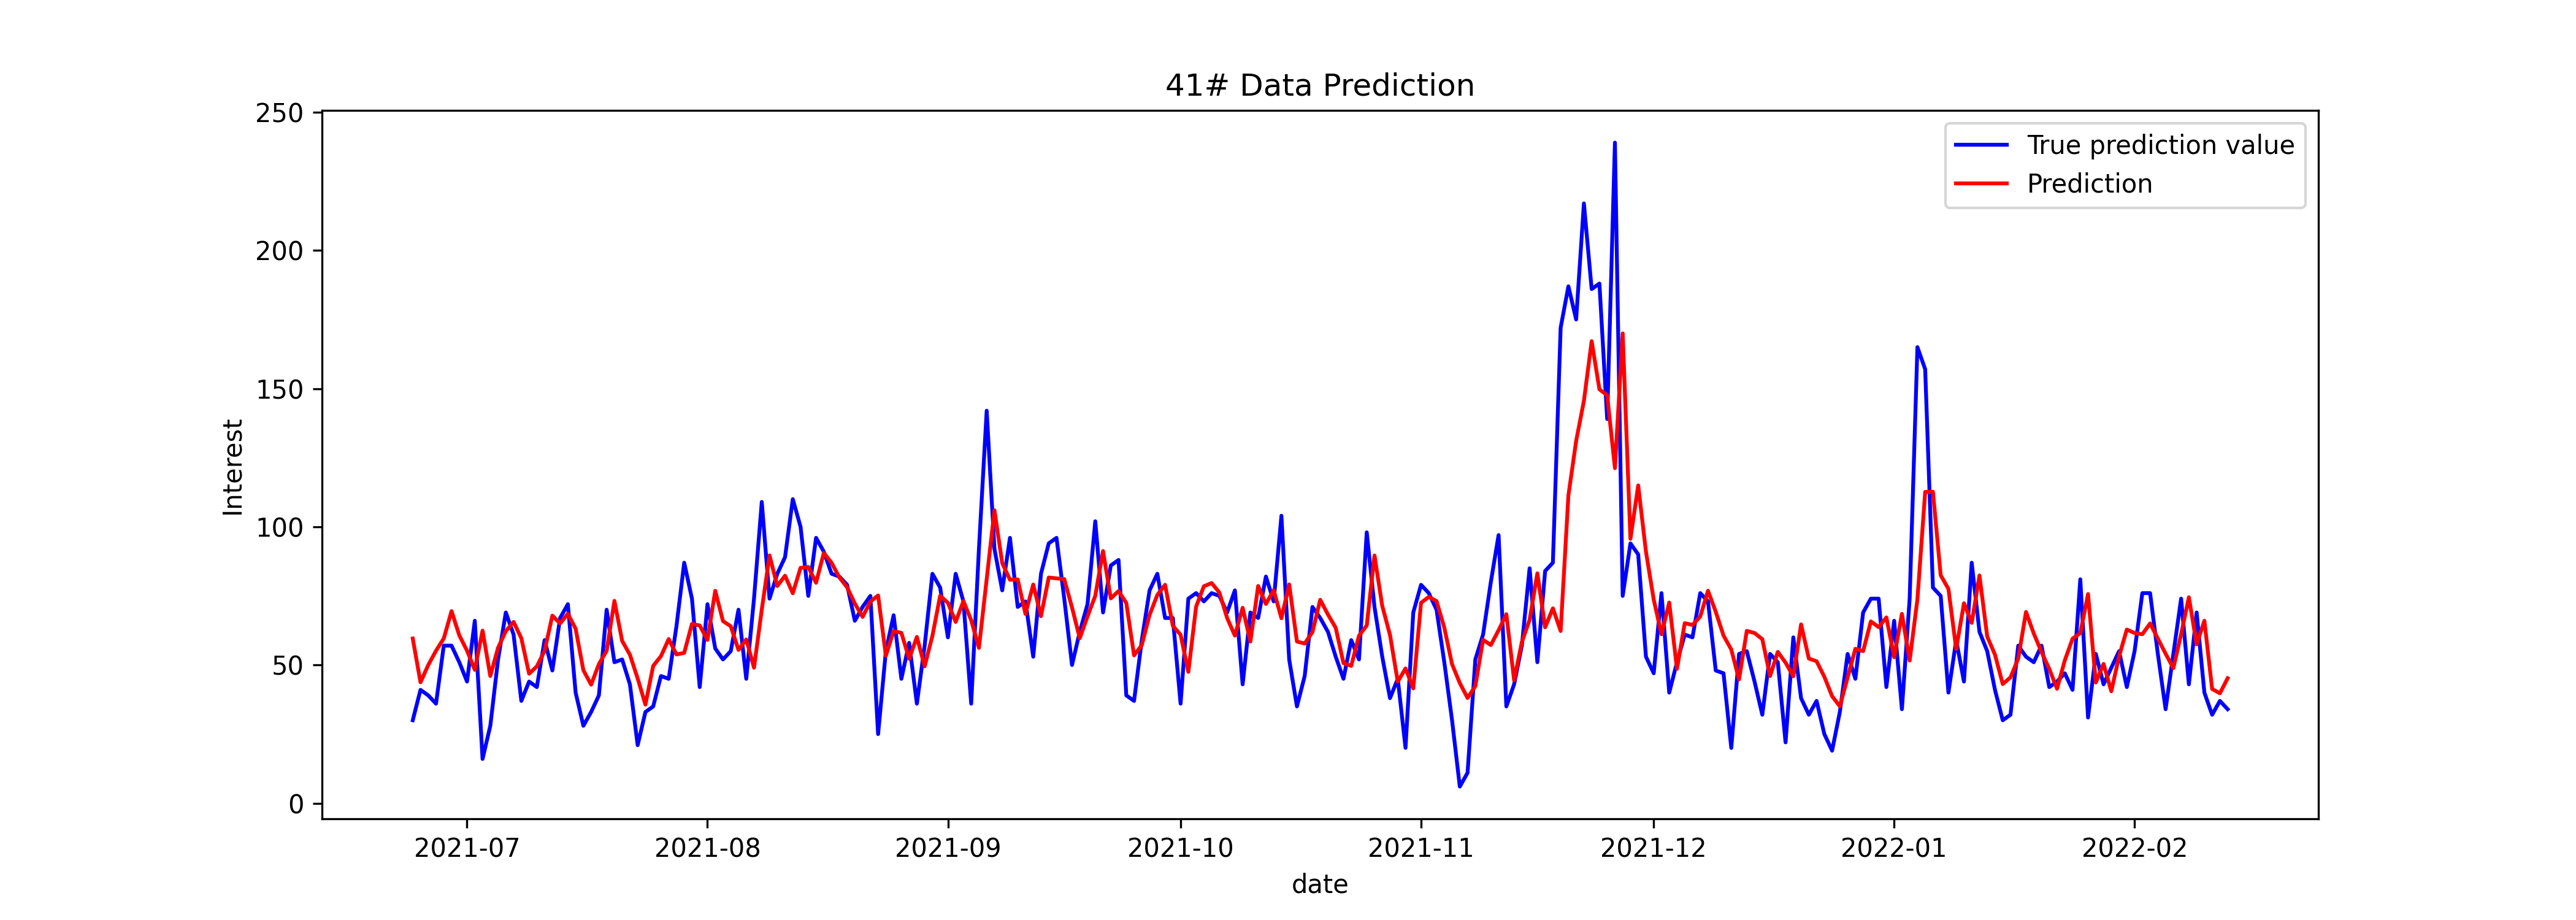 41# Data Prediction
True prediction value
Prediction
250
200
150
100
50
0
Interest
2021-07
2021-08
2021-09
2021-10
2021-11
2021-12
2022-01
2022-02
date